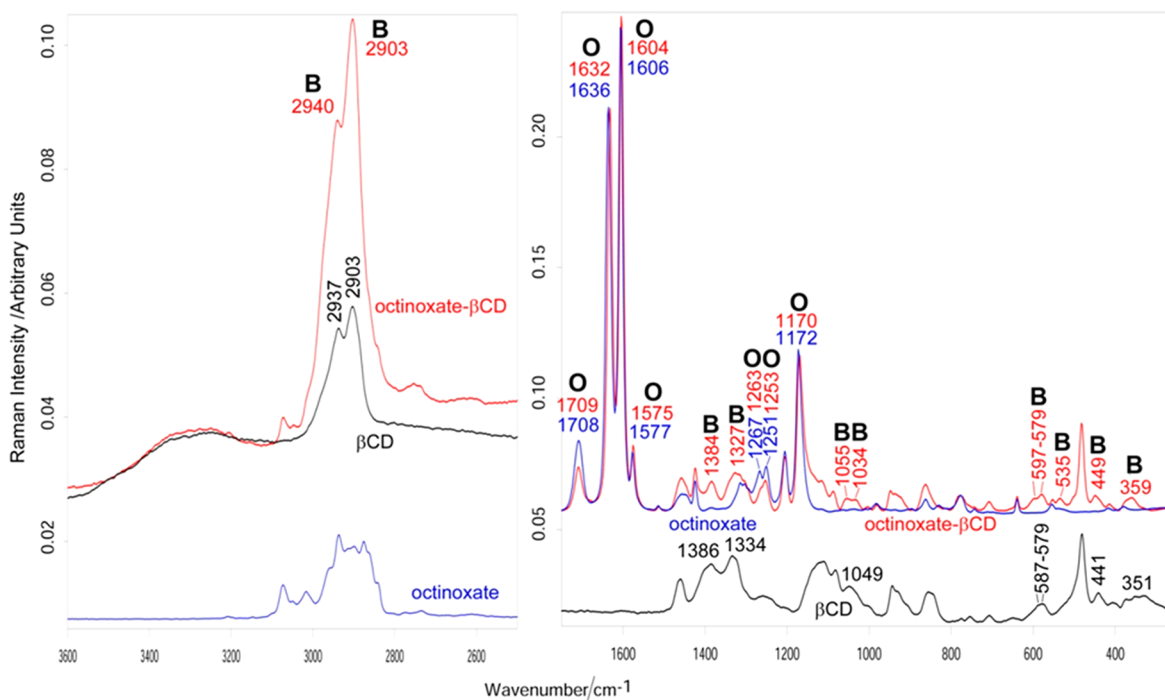 Raman Intensity /Arbitrary Units
0.10
0.08
0.06
0.04
0.02
B
2903
B
2940
2937
2903
octinoxate-βCD
βCD
octinoxate
3600
3400
3200
3000
2800
2600
0.20
0.15
0.10
0.05
O
1632
1636
O
1604
1606
O
1709
1708
O
1575
1577
B
1384
B
1327
O
1263
1267
O
1253
1251
O
1170
1172
B
1055
B
1034
B
597-579
B
535
B
449
B
359
octinoxate
octinoxate-βCD
1386
1334
1049
βCD
587-579
441
351
1600
1400
1200
1000
800
600
400
Wavenumber/cm-1